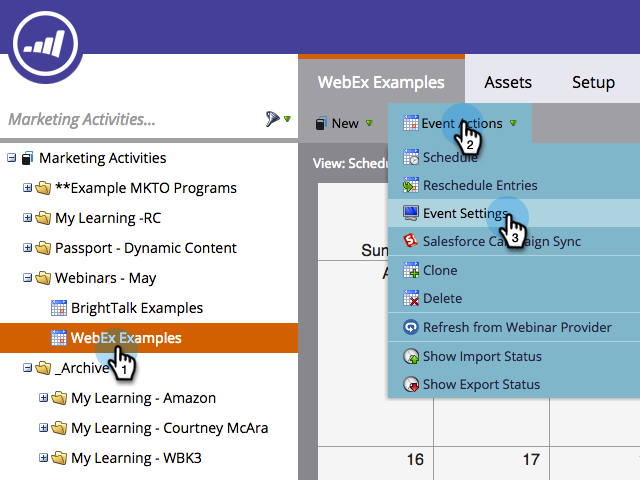 WebEx Examples Assets Setup
Marketing Activities...
New Event Actions
2
View: Schedu
Marketing Activities
**Example MKTO Programs
My Learning -RC
Passport - Dynamic Content
Webinars - May
BrightTalk Examples
WebEx Examples
1
_Archive
My Learning - Amazon
My Learning - Courtney McAra
My Learning - WBK3
Schedule
Reschedule Entries
Event Settings
3
Salesforce Campaign Sync
Clone
Delete
Refresh from Webinar Provider
Show Import Status
Show Export Status
Sun
A
16 17